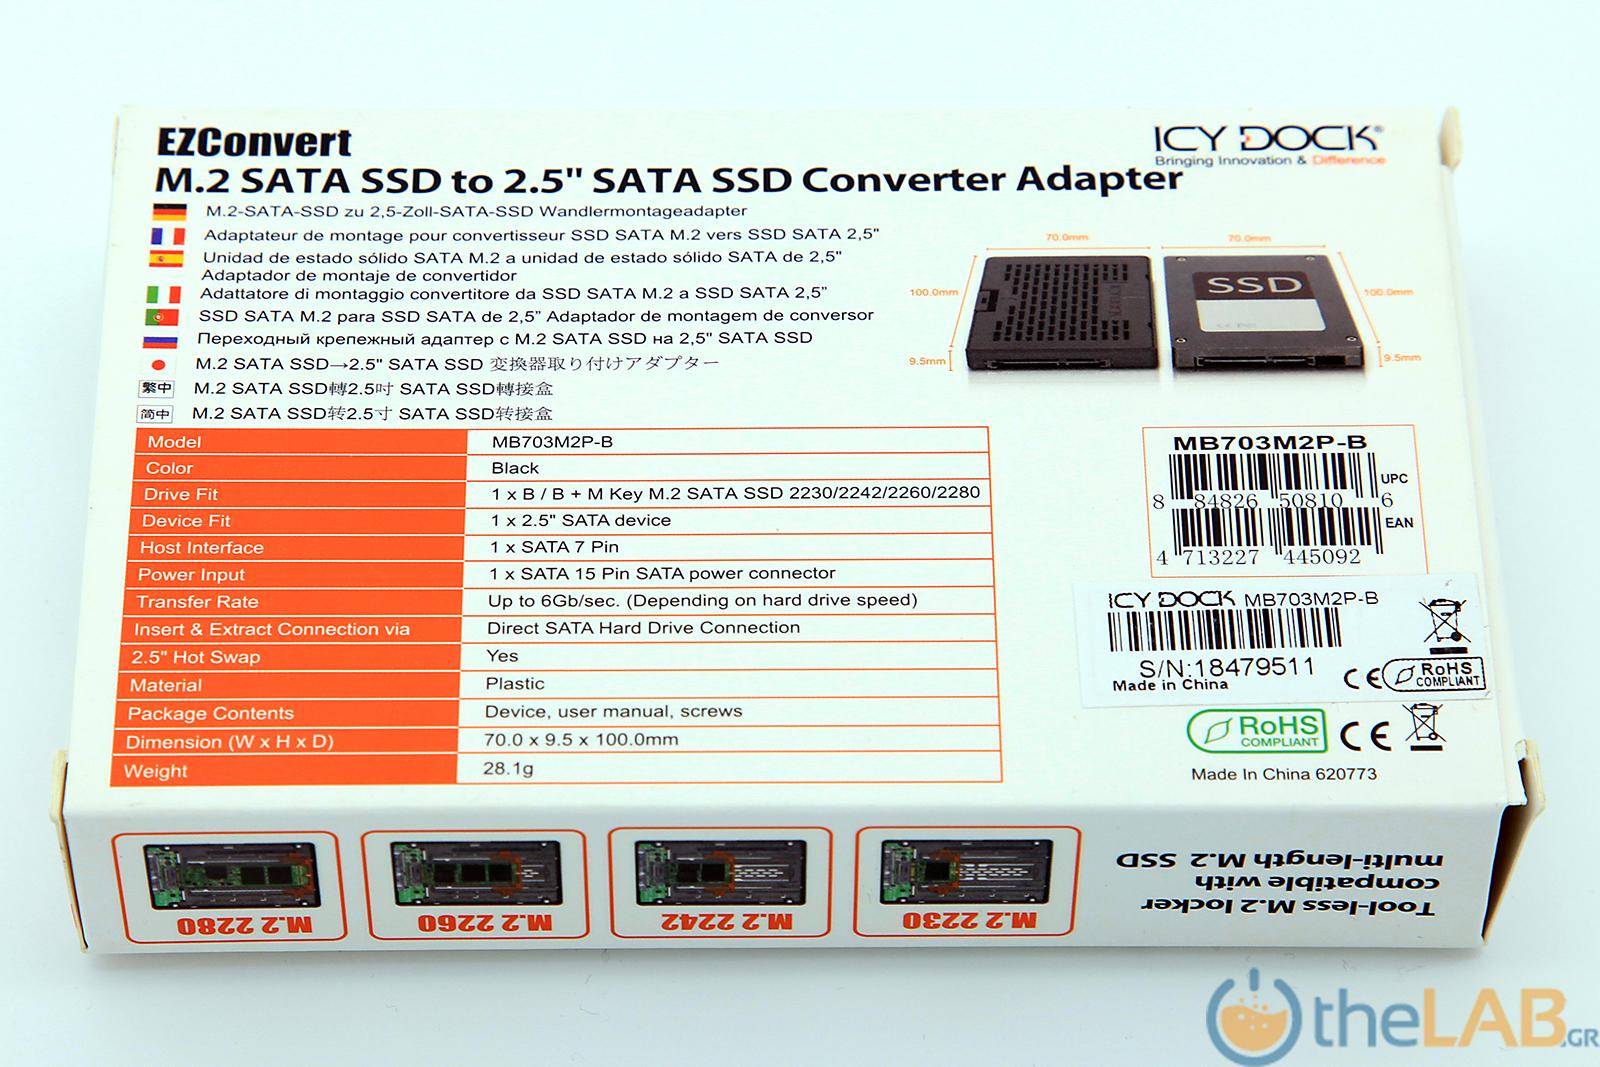 EZConvert
ICY DOCK®
Bringing Innovation & Difference
M.2 SATA SSD to 2.5" SATA SSD Converter Adapter
M.2-SATA-SSD zu 2,5-Zoll-SATA-SSD Wandlermontageadapter
Adaptateur de montage pour convertisseur SSD SATA M.2 vers SSD SATA 2,5"
Unidad de estado sólido SATA M.2 a unidad de estado sólido SATA de 2,5"
Adaptador de montaje de convertidor
Adattatore di montaggio convertitore da SSD SATA M.2 a SSD SATA 2,5”
SSD SATA M.2 para SSD SATA de 2,5” Adaptador de montagem de conversor
Переходный крепежный адаптер с M.2 SATA SSD на 2,5" SATA SSD
M.2 SATA SSD→2.5" SATA SSD 変換器取り付けアダプター
繁中 M.2 SATA SSD轉2.5吋 SATA SSD轉接盒
简中 M.2 SATA SSD转2.5寸 SATA SSD转接盒
70.0mm
70.0mm
100.0mm
100.0mm
9.5mm
9.5mm
ICY DOCK
SSD
Model MB703M2P-B
Color Black
Drive Fit 1 x B / B + M Key M.2 SATA SSD 2230/2242/2260/2280
Device Fit 1 x 2.5" SATA device
Host Interface 1 x SATA 7 Pin
Power Input 1 x SATA 15 Pin SATA power connector
Transfer Rate Up to 6Gb/sec. (Depending on hard drive speed)
Insert & Extract Connection via Direct SATA Hard Drive Connection
2.5" Hot Swap Yes
Material Plastic
Package Contents Device, user manual, screws
Dimension (W x H x D) 70.0 x 9.5 x 100.0mm
Weight 28.1g
MB703M2P-B
UPC
8 84826 50810 6
EAN
4 713227 445092
ICY DOCK MB703M2P-B
S/N:18479511
Made in China
CE RoHS
COMPLIANT
RoHS
COMPLIANT
CE
Made In China 620773
Tool-less M.2 locker
compatible with
multi-length M.2 SSD
M.2 2230
M.2 2242
M.2 2260
M.2 2280
theLAB.GR